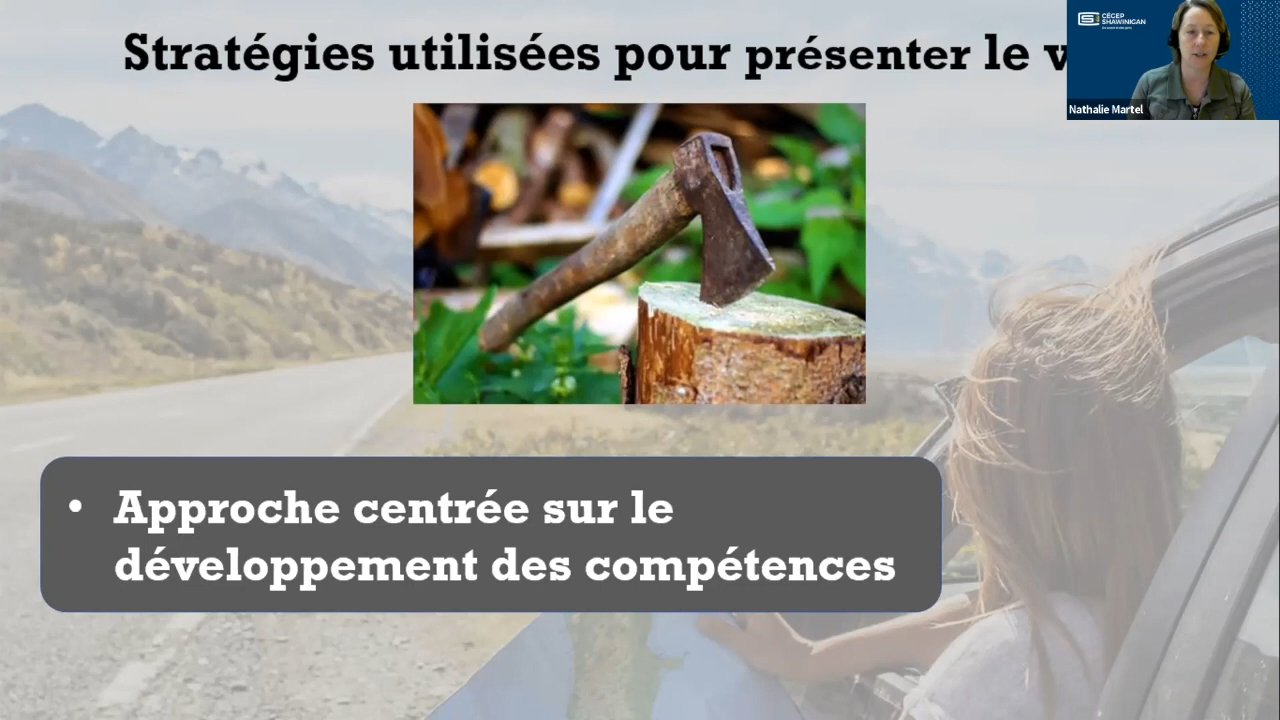 Stratégies utilisées pour présenter le
CÉGEP
SHAWINIGAN
Nathalie Martel
• Approche centrée sur le
développement des compétences